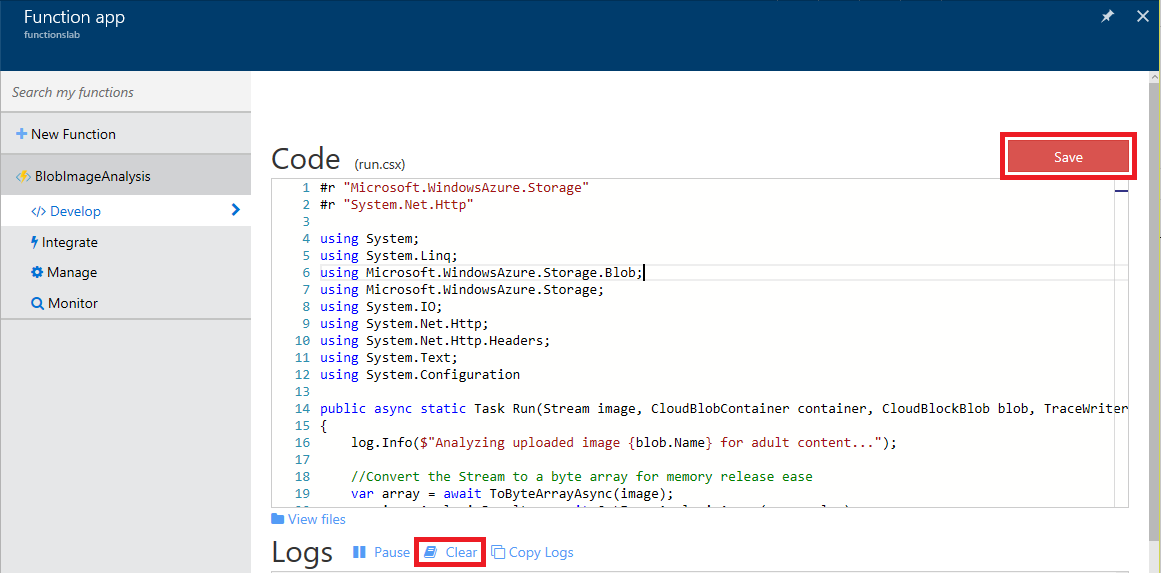 Function app
functionslab
Search my functions
New Function
BlobImageAnalysis
</> Develop
Integrate
Manage
Monitor
Code (run.csx)
Save
1 #r "Microsoft.WindowsAzure.Storage"
2 #r "System.Net.Http"
3
4 using System;
5 using System.Linq;
6 using Microsoft.WindowsAzure.Storage.Blob;
7 using Microsoft.WindowsAzure.Storage;
8 using System.IO;
9 using System.Net.Http;
10 using System.Net.Http.Headers;
11 using System.Text;
12 using System.Configuration
13
14 public async static Task Run(Stream image, CloudBlobContainer container, CloudBlockBlob blob, TraceWriter
15 {
16 log.Info($"Analyzing uploaded image {blob.Name} for adult content...");
17
18 //Convert the Stream to a byte array for memory release ease
19 var array = await ToByteArrayAsync(image);
View files
Logs Pause Clear Copy Logs